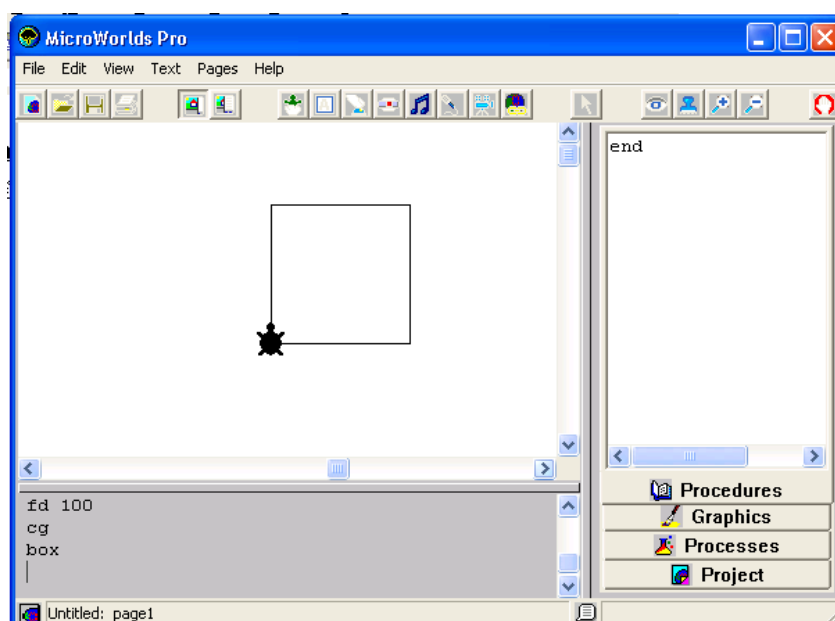 MicroWorlds Pro
File Edit View Text Pages Help
end
fd 100
cg
box
Procedures
Graphics
Processes
Project
Untitled: page1